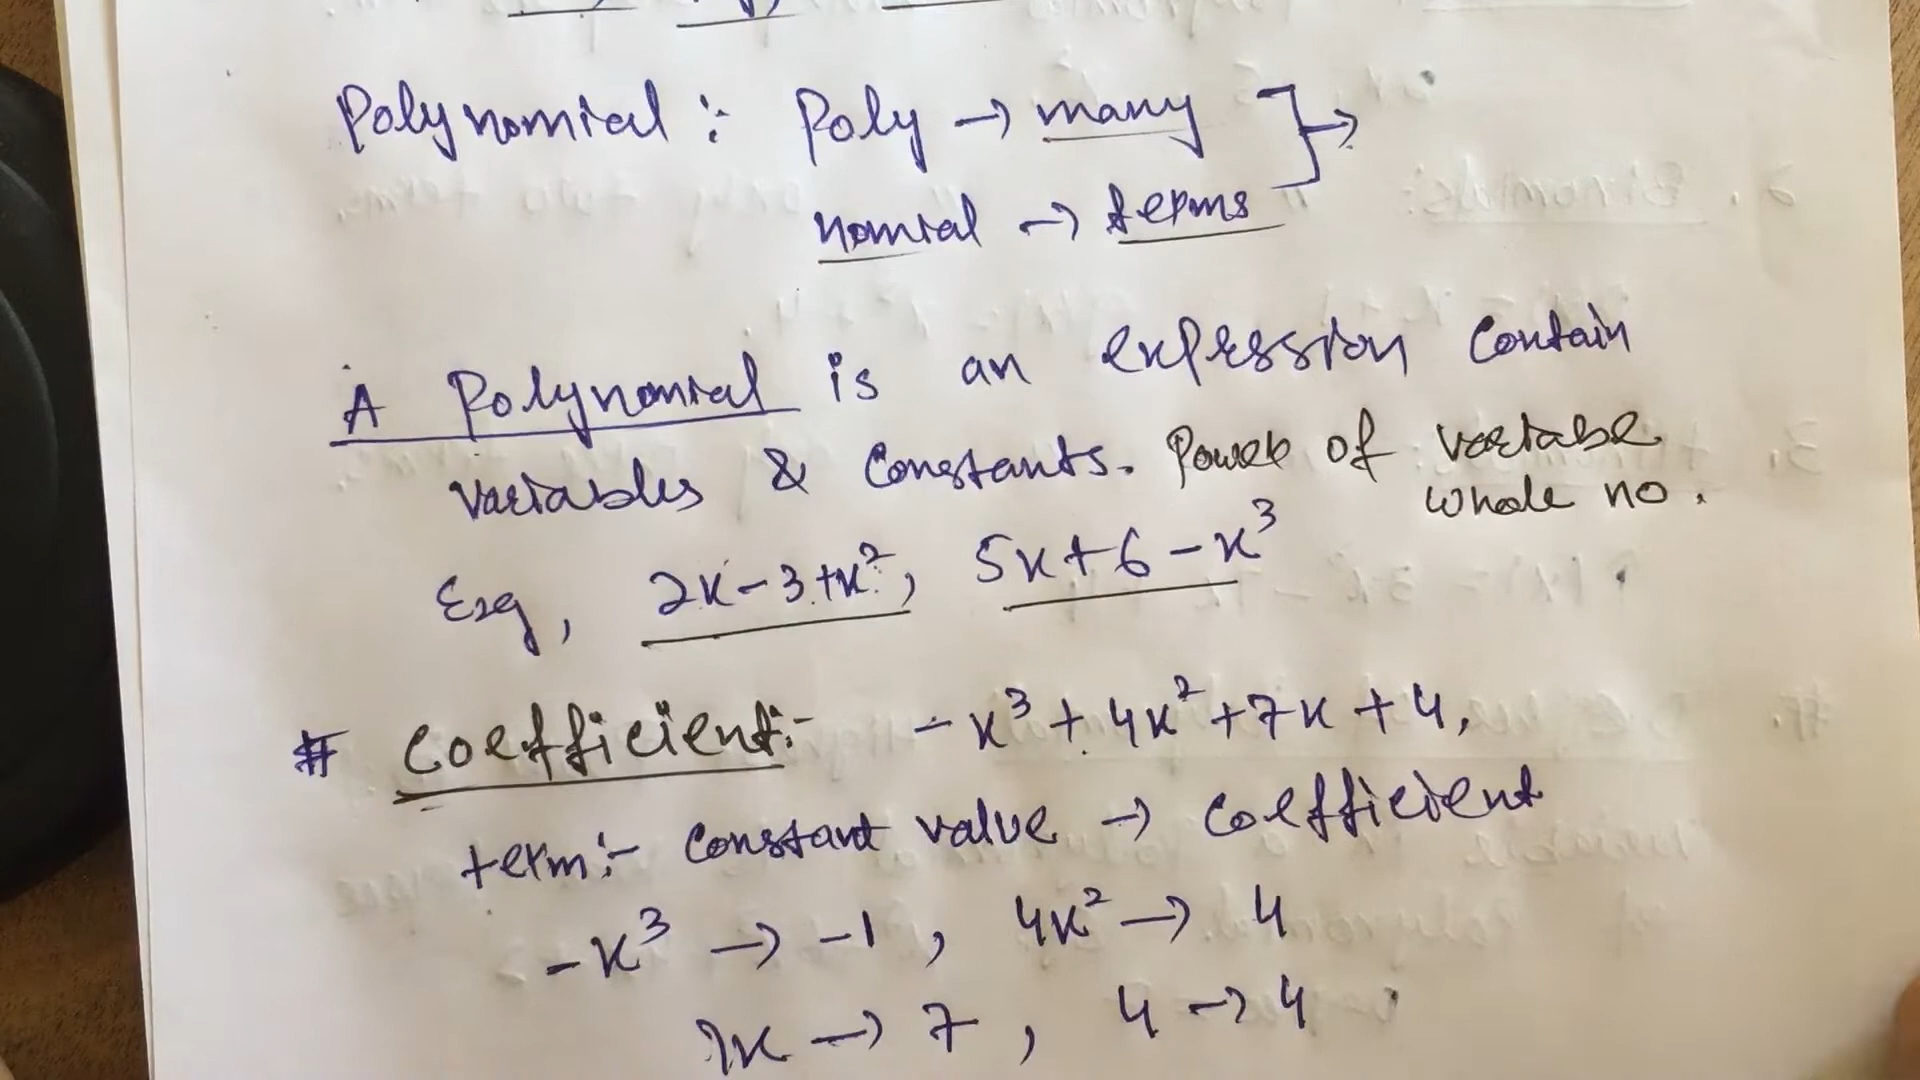 Polynomial :- Poly → many
nomial → terms
A Polynomial is an expression contain
variables & Constants. Power of variable
whole no.
Eg, 2x-3+x², 5x+6-x³
# Coefficient:- -x³+4x²+7x+4,
term:- Constant value → Coefficient
-x³ → -1, 4x² → 4
7x → 7, 4 → 4